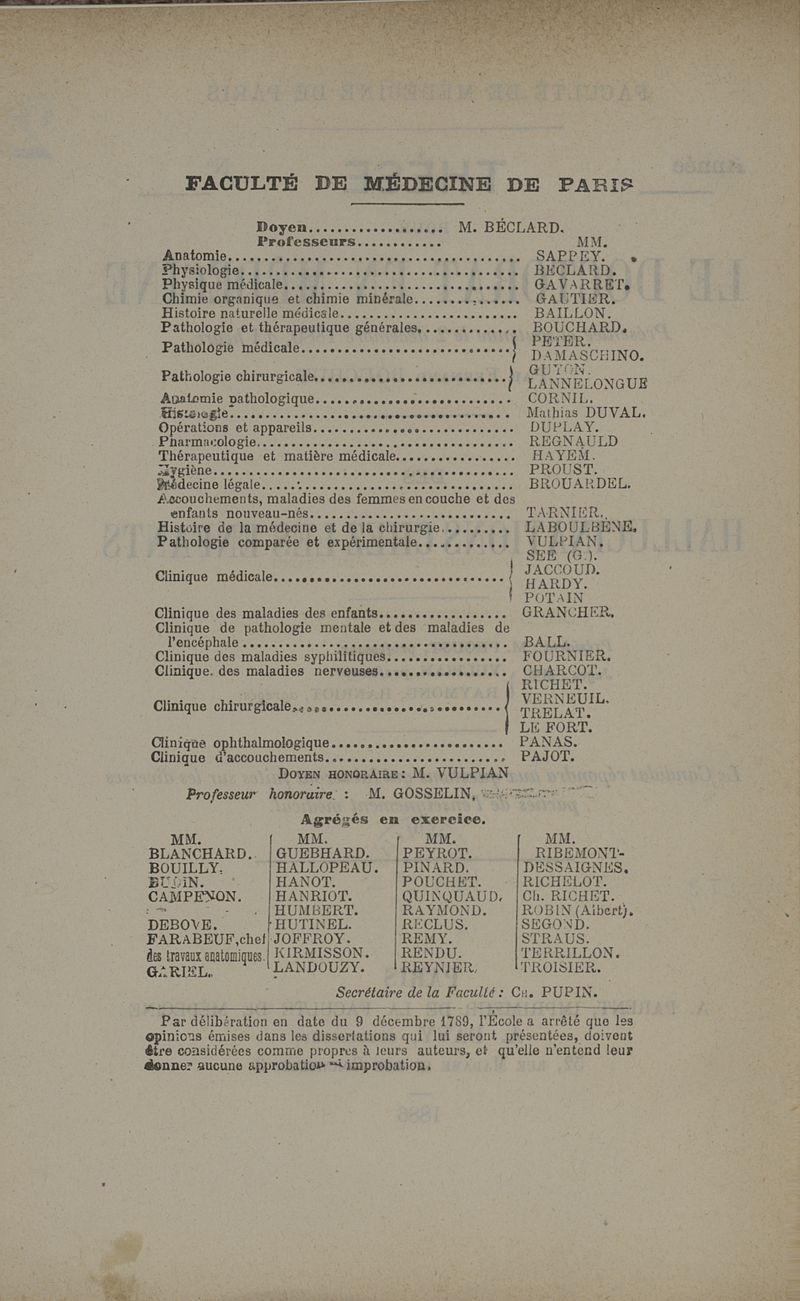 FACULTÉ DE MÉDECINE DE PARIS
Doyen................... M. BÉCLARD.
Professeurs............ MM.
Anatomie........................................ SAPPEY.
Physiologie...................................... BECLARD.
Physique médicale................................ GAVARRET.
Chimie organique et chimie minérale............... GAUTIER.
Histoire naturelle médicale........................ BAILLON.
Pathologie et thérapeutique générales............. BOUCHARD.
Pathologie médicale............................. { PETER.
DAMASCHINO.
Pathologie chirurgicale........................... } GUYON.
LANNELONGUE
Anatomie pathologique........................... CORNIL.
Histologie...................................... Mathias DUVAL.
Opérations et appareils............................ DUPLAY.
Pharmacologie................................... REGNAULD
Thérapeutique et matière médicale................. HAYEM.
Hygiène......................................... PROUST.
Médecine légale.................................. BROUARDEL.
Accouchements, maladies des femmes en couche et des
enfants nouveau-nés............................ TARNIER.
Histoire de la médecine et de la chirurgie.......... LABOULBÈNE.
Pathologie comparée et expérimentale............. VULPIAN.
Clinique médicale................................ { SEE (G.).
JACCOUD.
HARDY.
POTAIN
Clinique des maladies des enfants.................. GRANCHER.
Clinique de pathologie mentale et des maladies de
l'encéphale..................................... BALL.
Clinique des maladies syphilitiques................. FOURNIER.
Clinique. des maladies nerveuses.................. CHARCOT.
Clinique chirurgicale............................. { RICHET.
VERNEUIL.
TRELAT.
LE FORT.
Clinique ophthalmologique........................ PANAS.
Clinique d'accouchements......................... PAJOT.
DOYEN HONORAIRE: M. VULPIAN
Professeur honoraire. : M. GOSSELIN,
Agrégés en exercice.
MM. MM. MM. MM.
BLANCHARD. GUEBHARD. PEYROT. RIBEMONT-
BOUILLY. HALLOPEAU. PINARD. DESSAIGNES.
BUDIN. HANOT. POUCHET. RICHELOT.
CAMPENON. HANRIOT. QUINQUAUD. Ch. RICHET.
HUMBERT. RAYMOND. ROBIN (Albert).
DEBOVE. HUTINEL. RECLUS. SEGOND.
FARABEUF, chef JOFFROY. REMY. STRAUS.
des travaux anatomiques. KIRMISSON. RENDU. TERRILLON.
GARIEL. LANDOUZY. REYNIER. TROISIER.
Secrétaire de la Faculté : CH. PUPIN.
Par délibération en date du 9 décembre 1789, l'École a arrêté que les
opinions émises dans les dissertations qui lui seront présentées, doivent
être considérées comme propres à leurs auteurs, et qu'elle n'entend leur
donner aucune approbation ni improbation.